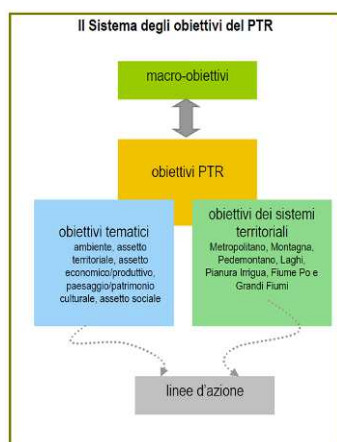 Il Sistema degli obiettivi del PTR
macro-obiettivi
obiettivi PTR
obiettivi tematici
ambiente, assetto
territoriale, assetto
economico/produttivo,
paesaggio/patrimonio
culturale, assetto sociale
obiettivi dei sistemi
territoriali
Metropolitano, Montagna,
Pedemontano, Laghi,
Pianura Irrigua, Fiume Po e
Grandi Fiumi
linee d'azione